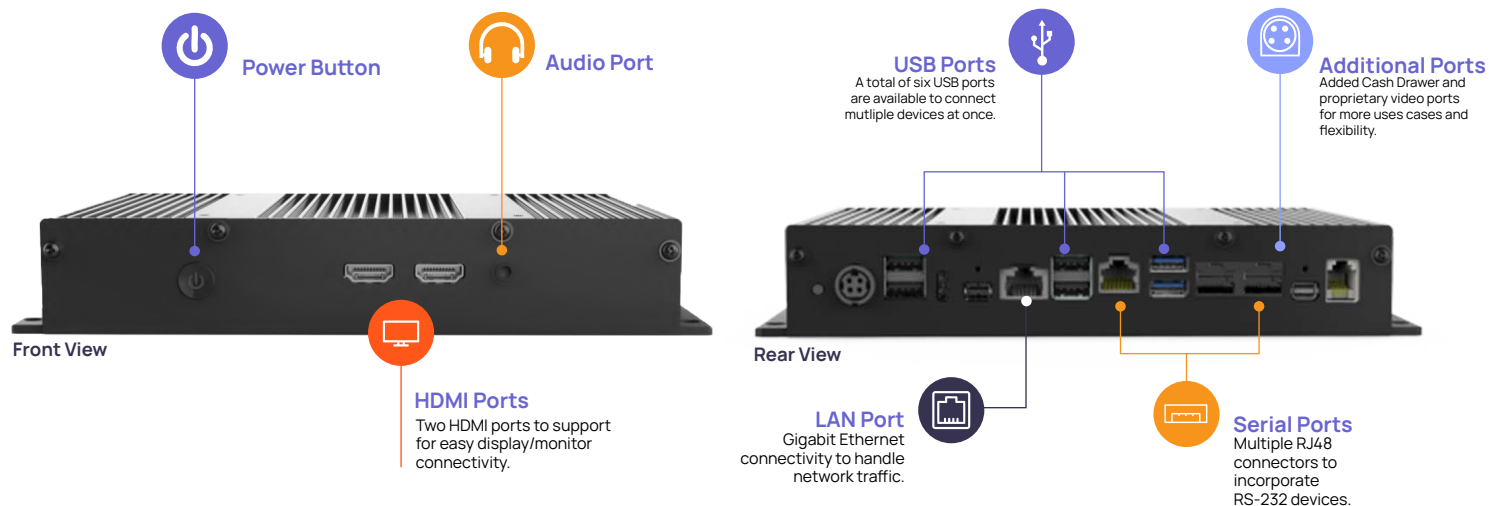 Power Button
Audio Port
HDMI Ports
Two HDMI ports to support
for easy display/monitor
connectivity.
Front View
USB Ports
A total of six USB ports
are available to connect
mutliple devices at once.
Additional Ports
Added Cash Drawer and
proprietary video ports
for more uses cases and
flexibility.
Rear View
LAN Port
Gigabit Ethernet
connectivity to handle
network traffic.
Serial Ports
Multiple RJ48
connectors to
incorporate
RS-232 devices.